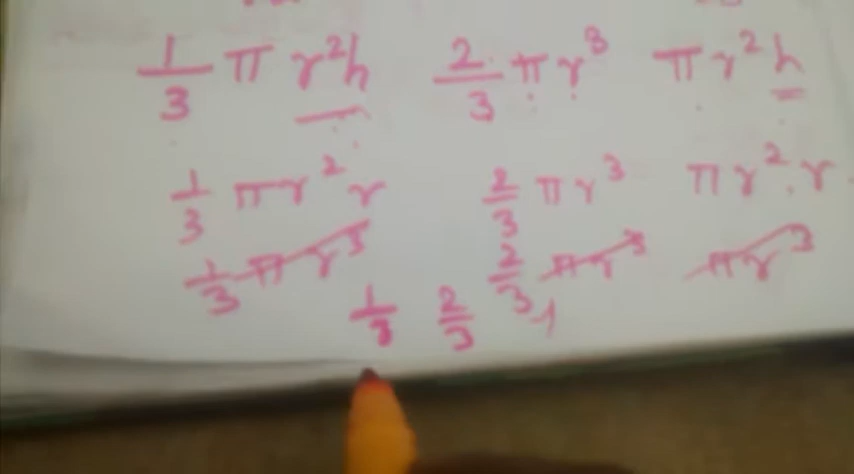 1/3 π r²h 2/3 π r³ π r²h
1/3 π r² r 2/3 π r³ π r² . r
1/3 π r³ 2/3 π r³ π r³
1/3 2/3 1